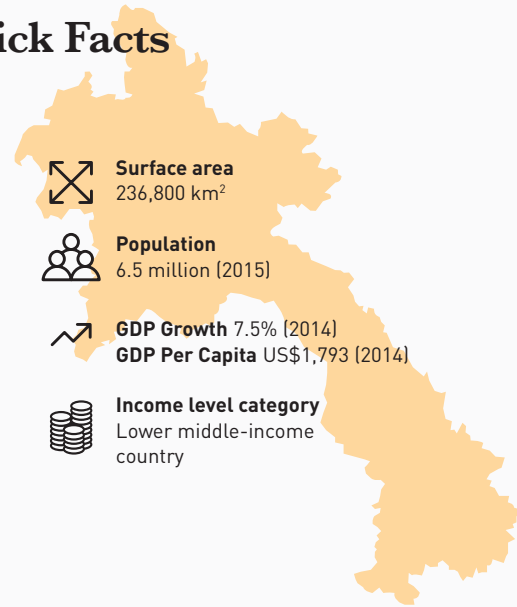 ick Facts
Surface area
236,800 km²
Population
6.5 million (2015)
GDP Growth 7.5% (2014)
GDP Per Capita US$1,793 (2014)
Income level category
Lower middle-income
country